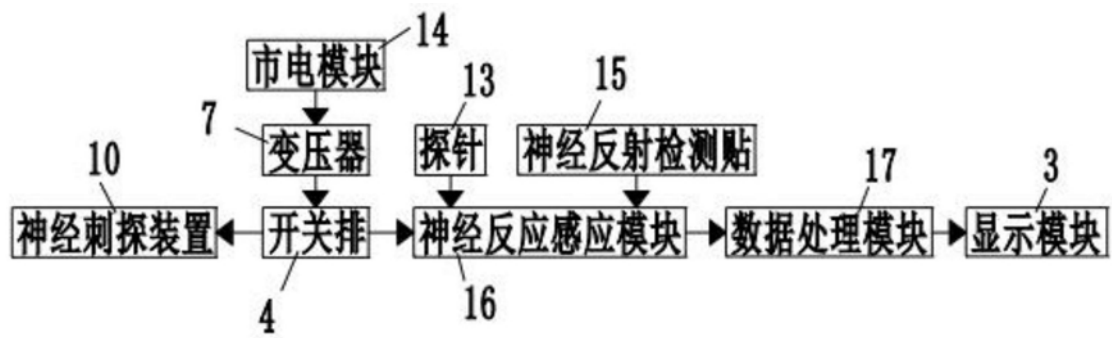 14
市电模块
13
15
7
变压器
探针
神经反射检测贴
10
17
3
神经刺探装置
开关排
神经反应感应模块
数据处理模块
显示模块
4
16